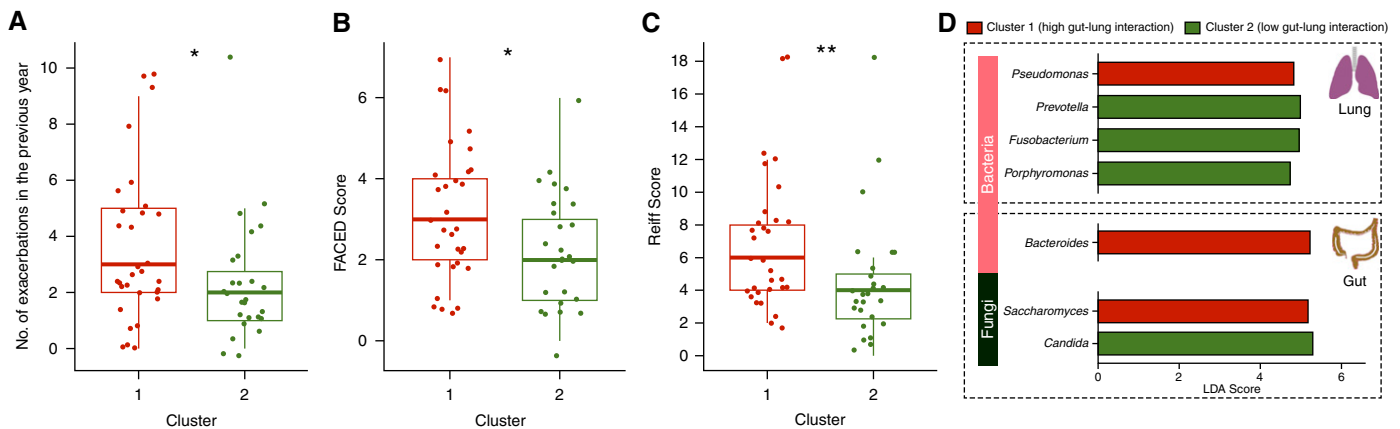 A
No. of exacerbations in the previous year
10
8
6
4
2
0
*
1
2
Cluster
B
FACED Score
6
4
2
0
*
1
2
Cluster
C
Reiff Score
18
16
14
12
10
8
6
4
2
0
**
1
2
Cluster
D
Cluster 1 (high gut-lung interaction)
Cluster 2 (low gut-lung interaction)
Bacteria
Fungi
Pseudomonas
Prevotella
Fusobacterium
Porphyromonas
Lung
Bacteroides
Gut
Saccharomyces
Candida
0
2
4
6
LDA Score